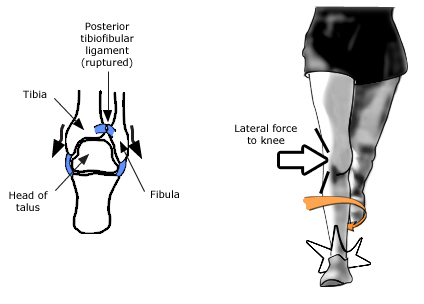 Posterior
tibiofibular
ligament
(ruptured)
Tibia
Head of
talus
Fibula
Lateral force
to knee